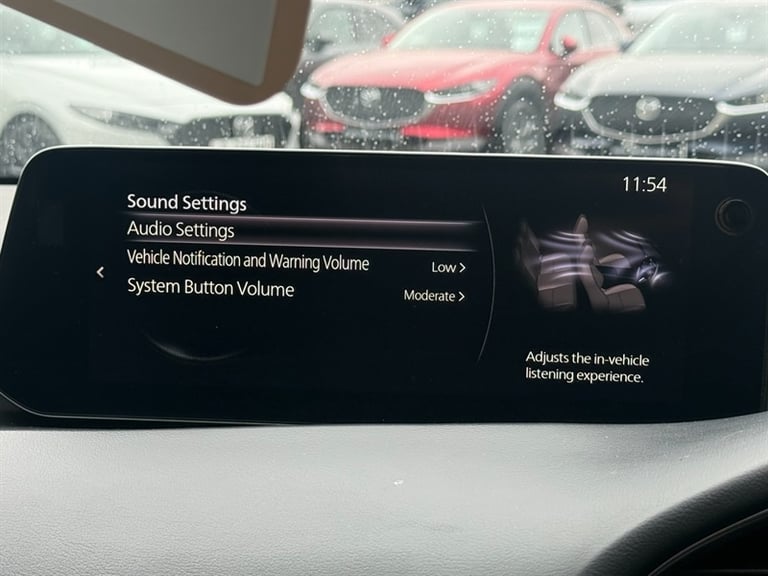 11:54
Sound Settings
Audio Settings
Vehicle Notification and Warning Volume Low >
System Button Volume Moderate >
Adjusts the in-vehicle
listening experience.